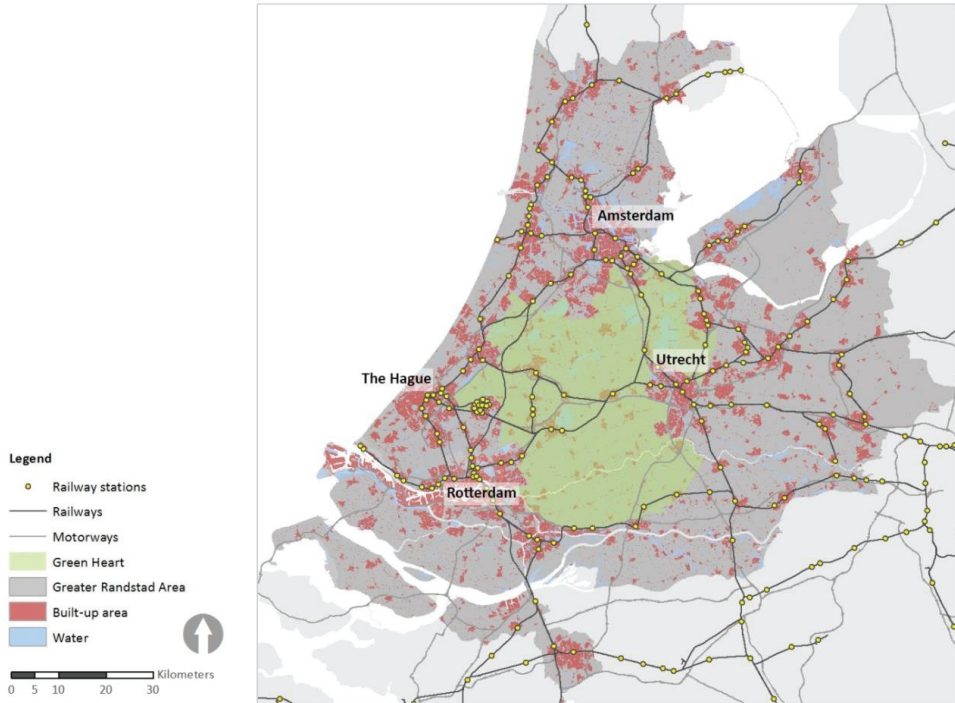 Amsterdam
Utrecht
The Hague
Rotterdam
Legend
Railway stations
Railways
Motorways
Green Heart
Greater Randstad Area
Built-up area
Water
Kilometers
0 5 10 20 30